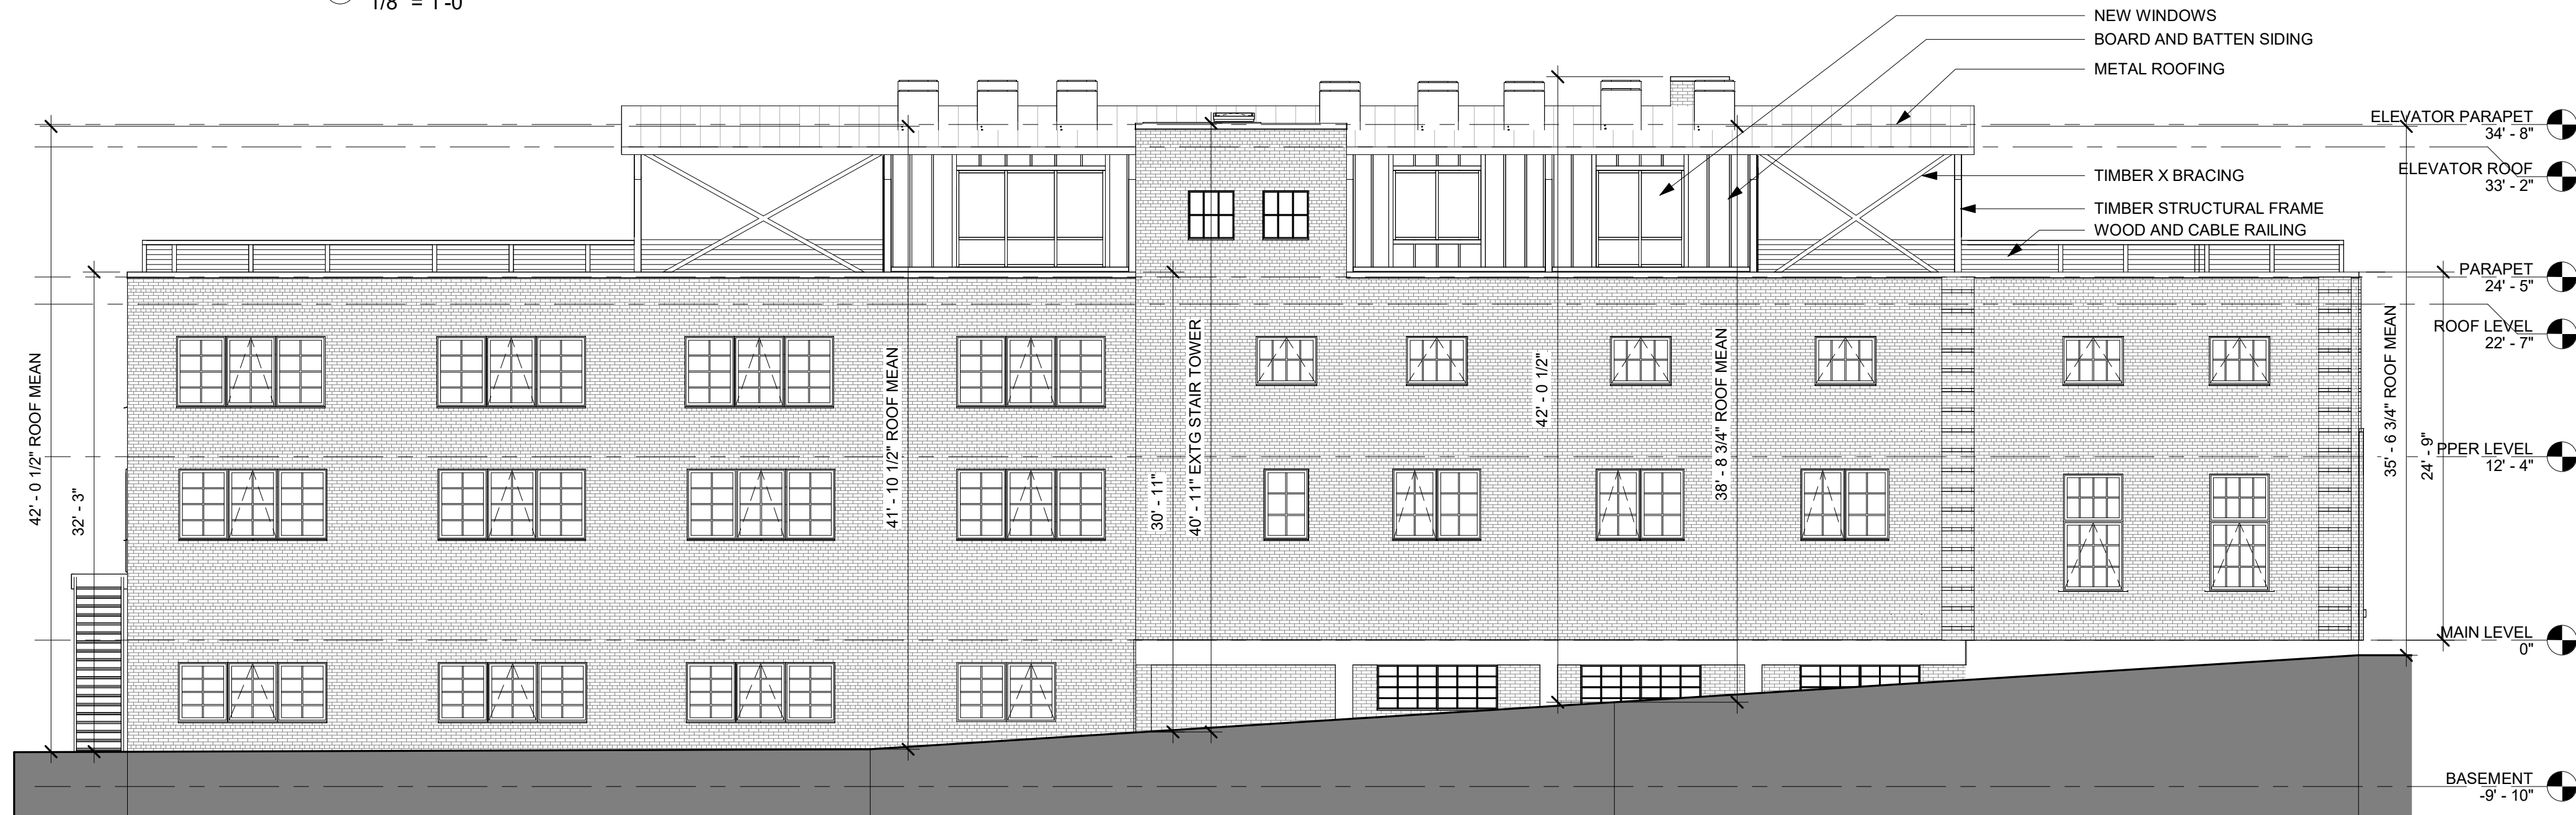 1/8" = 1'-0"
NEW WINDOWS
BOARD AND BATTEN SIDING
METAL ROOFING
ELEVATOR PARAPET
34' - 8"
ELEVATOR ROOF
33' - 2"
TIMBER X BRACING
TIMBER STRUCTURAL FRAME
WOOD AND CABLE RAILING
PARAPET
24' - 5"
ROOF LEVEL
22' - 7"
PPER LEVEL
12' - 4"
MAIN LEVEL
0"
BASEMENT
-9' - 10"
42' - 0 1/2" ROOF MEAN
32' - 3"
41' - 10 1/2" ROOF MEAN
30' - 11"
40' - 11" EXTG STAIR TOWER
42' - 0 1/2"
38' - 8 3/4" ROOF MEAN
35' - 6 3/4" ROOF MEAN
24' - 9"